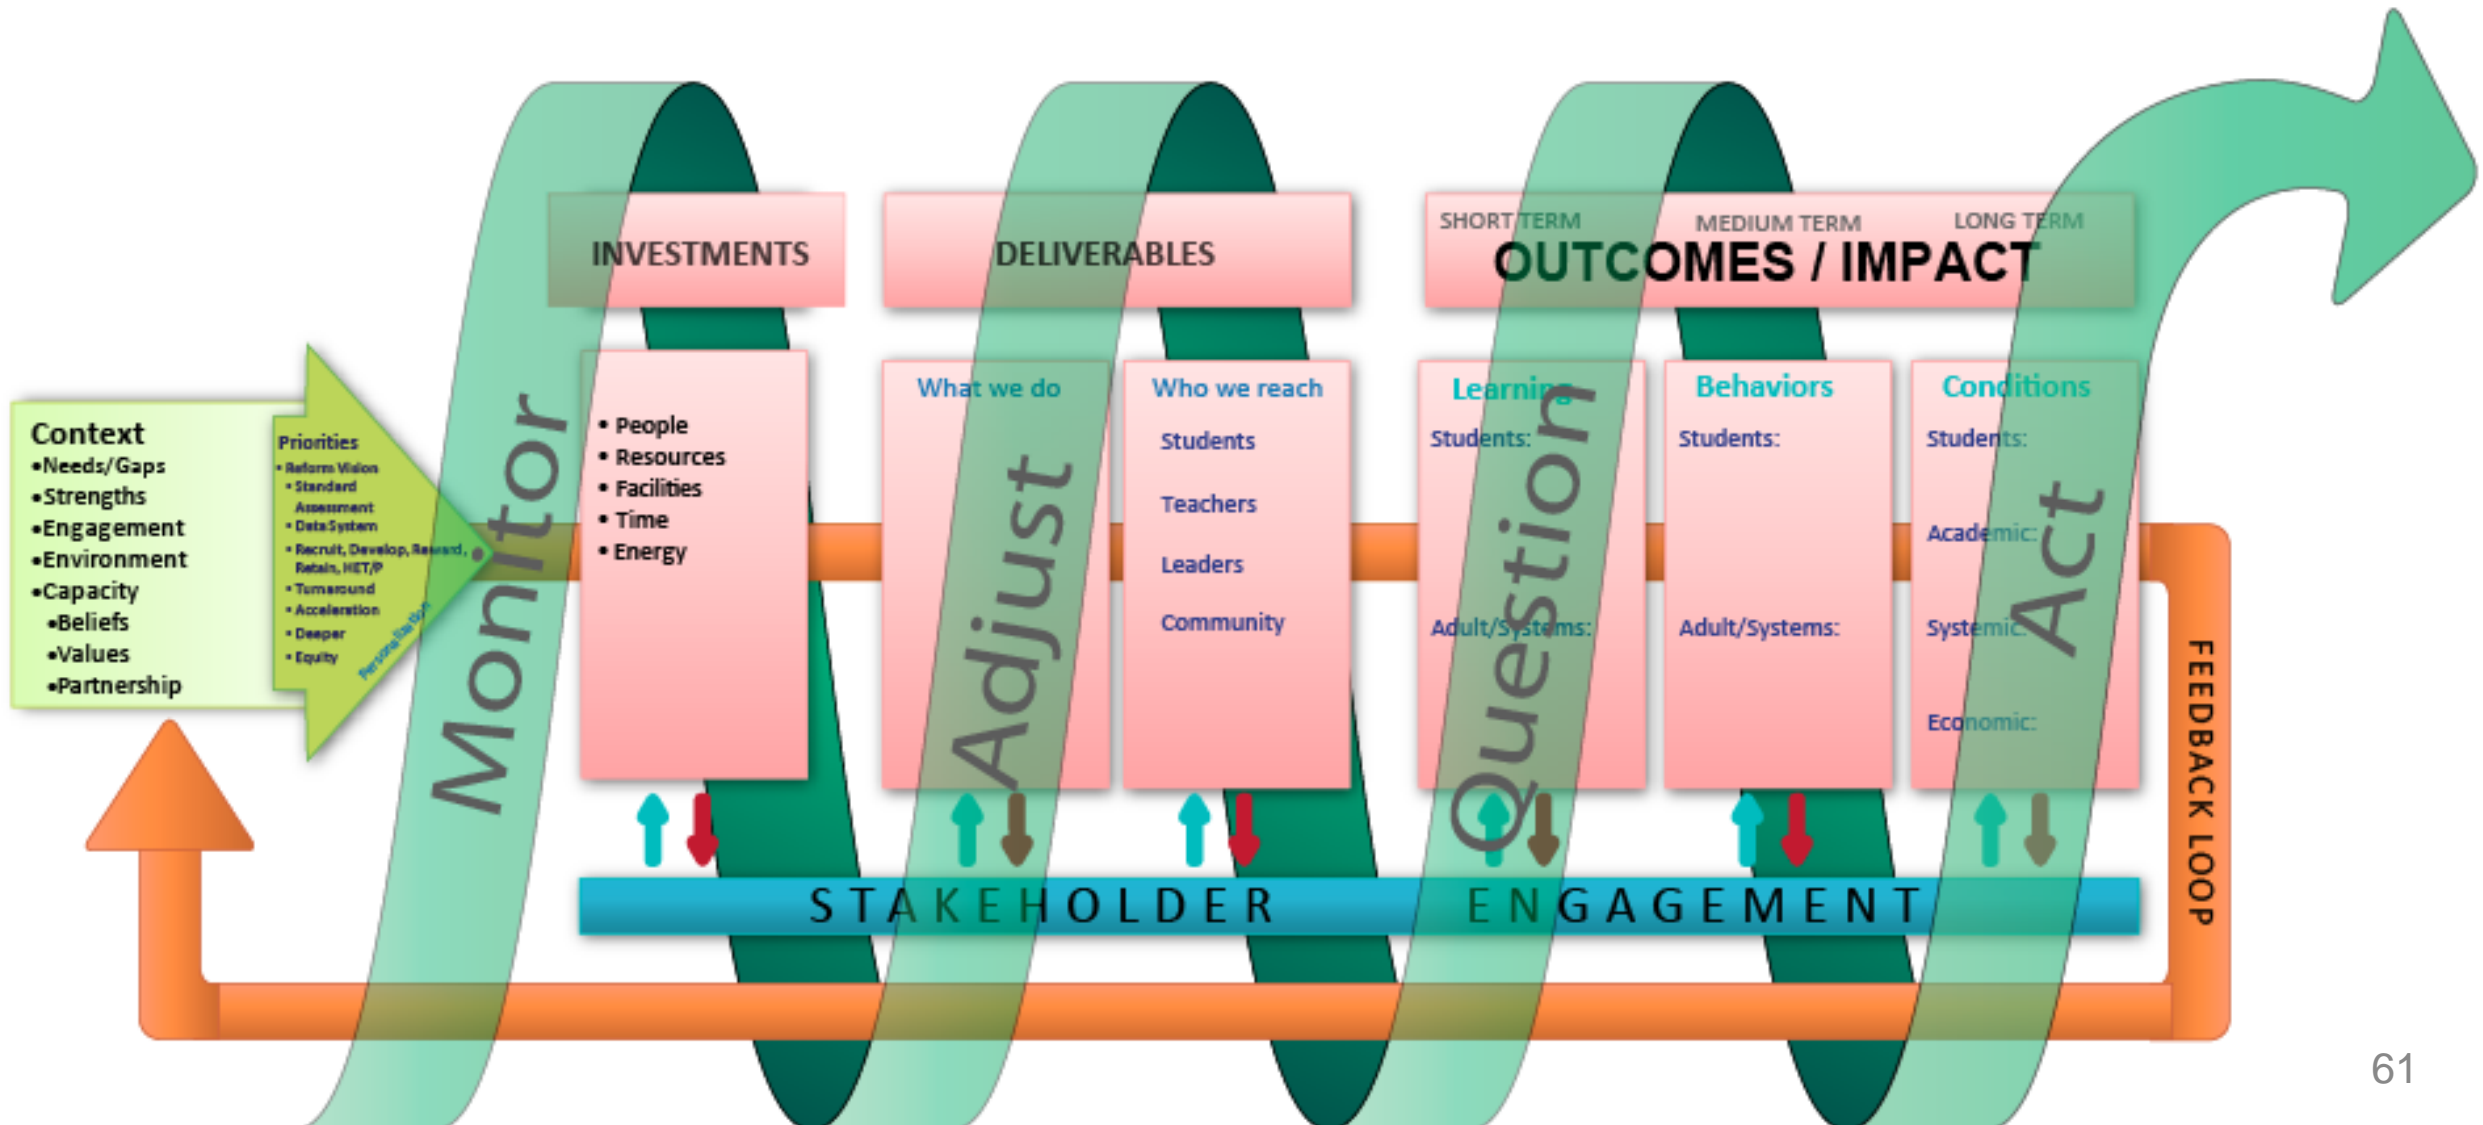 INVESTMENTS
DELIVERABLES
SHORT TERM
MEDIUM TERM
LONG TERM
OUTCOMES / IMPACT
Context
•Needs/Gaps
•Strengths
•Engagement
•Environment
•Capacity
•Beliefs
•Values
•Partnership
Priorities
• Reform Vision
• Standard
Assessment
• Data System
• Recruit, Develop, Reward,
Retain, HET/P
• Turnaround
• Acceleration
• Deeper
• Equity
Personalization
Monitor
• People
• Resources
• Facilities
• Time
• Energy
What we do
Adjust
Who we reach
Students
Teachers
Leaders
Community
Learning
Students:
Adult/Systems:
Question
Behaviors
Students:
Adult/Systems:
Conditions
Students:
Academic:
Systemic:
Economic:
Act
STAKEHOLDER ENGAGEMENT
FEEDBACK LOOP
61